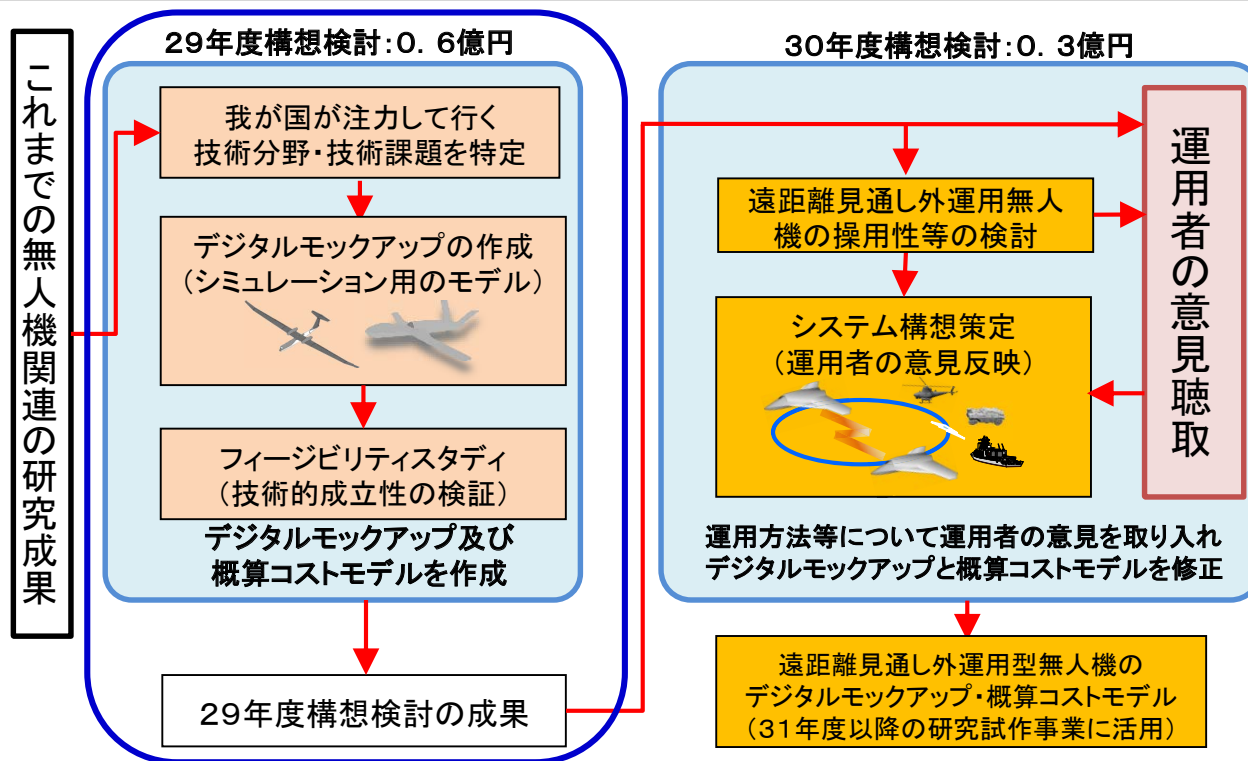 これまでの無人機関連の研究成果
29年度構想検討:0.6億円
我が国が注力して行く
技術分野・技術課題を特定
デジタルモックアップの作成
(シミュレーション用のモデル)
フィージビリティスタディ
(技術的成立性の検証)
デジタルモックアップ及び
概算コストモデルを作成
29年度構想検討の成果
30年度構想検討:0.3億円
遠距離見通し外運用無人
機の操用性等の検討
システム構想策定
(運用者の意見反映)
運用者の意見聴取
運用方法等について運用者の意見を取り入れ
デジタルモックアップと概算コストモデルを修正
遠距離見通し外運用型無人機の
デジタルモックアップ・概算コストモデル
(31年度以降の研究試作事業に活用)